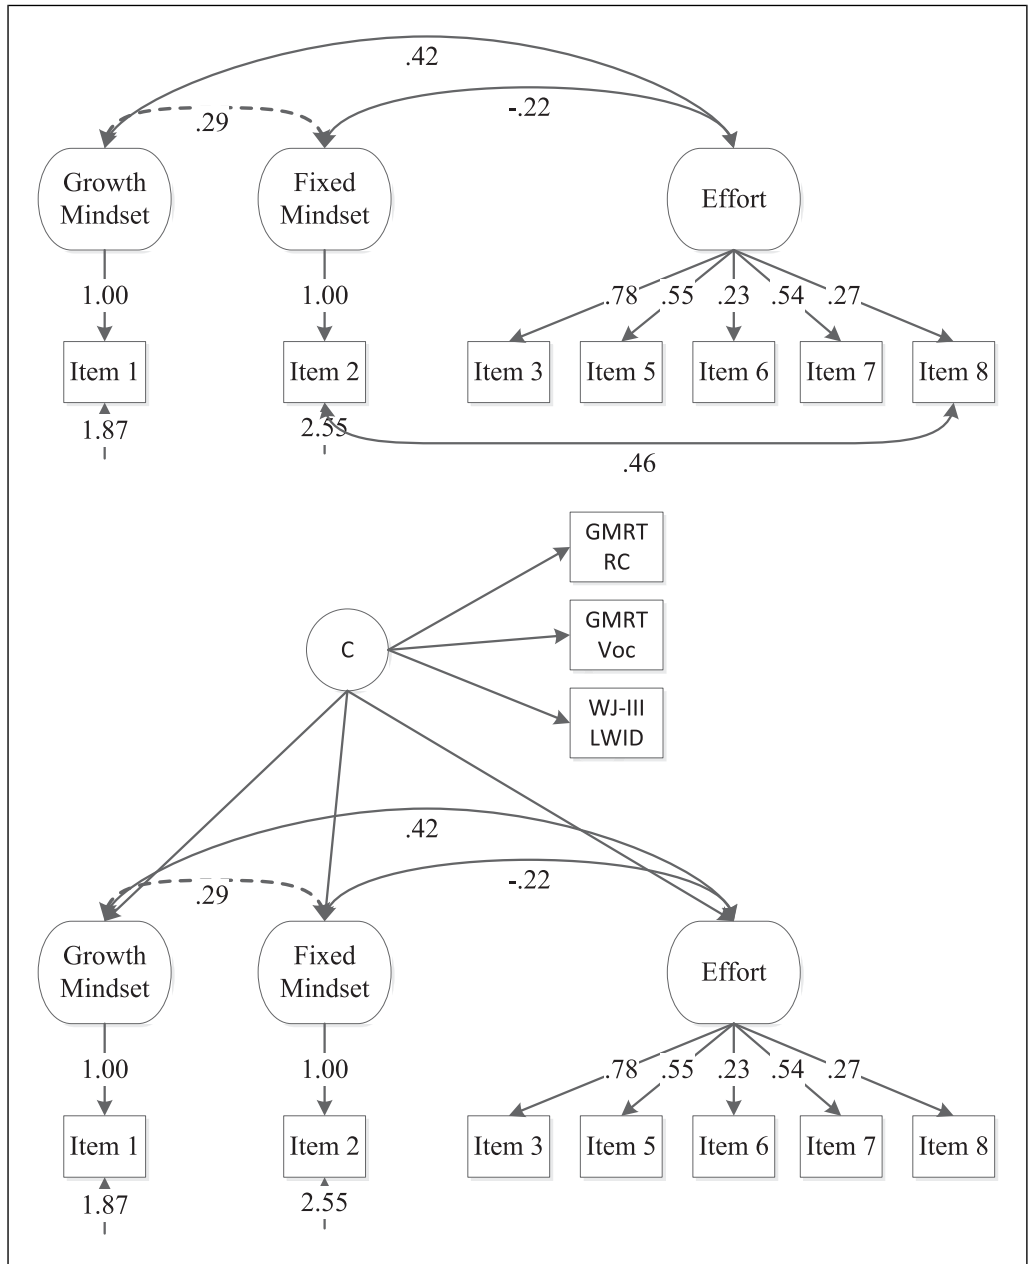 .42
.29
-.22
Growth
Mindset
Fixed
Mindset
Effort
1.00
1.00
.78
.55
.23
.54
.27
Item 1
Item 2
Item 3
Item 5
Item 6
Item 7
Item 8
1.87
2.55
.46
GMRT
RC
C
GMRT
Voc
WJ-III
LWID
.42
.29
-.22
Growth
Mindset
Fixed
Mindset
Effort
1.00
1.00
.78
.55
.23
.54
.27
Item 1
Item 2
Item 3
Item 5
Item 6
Item 7
Item 8
1.87
2.55